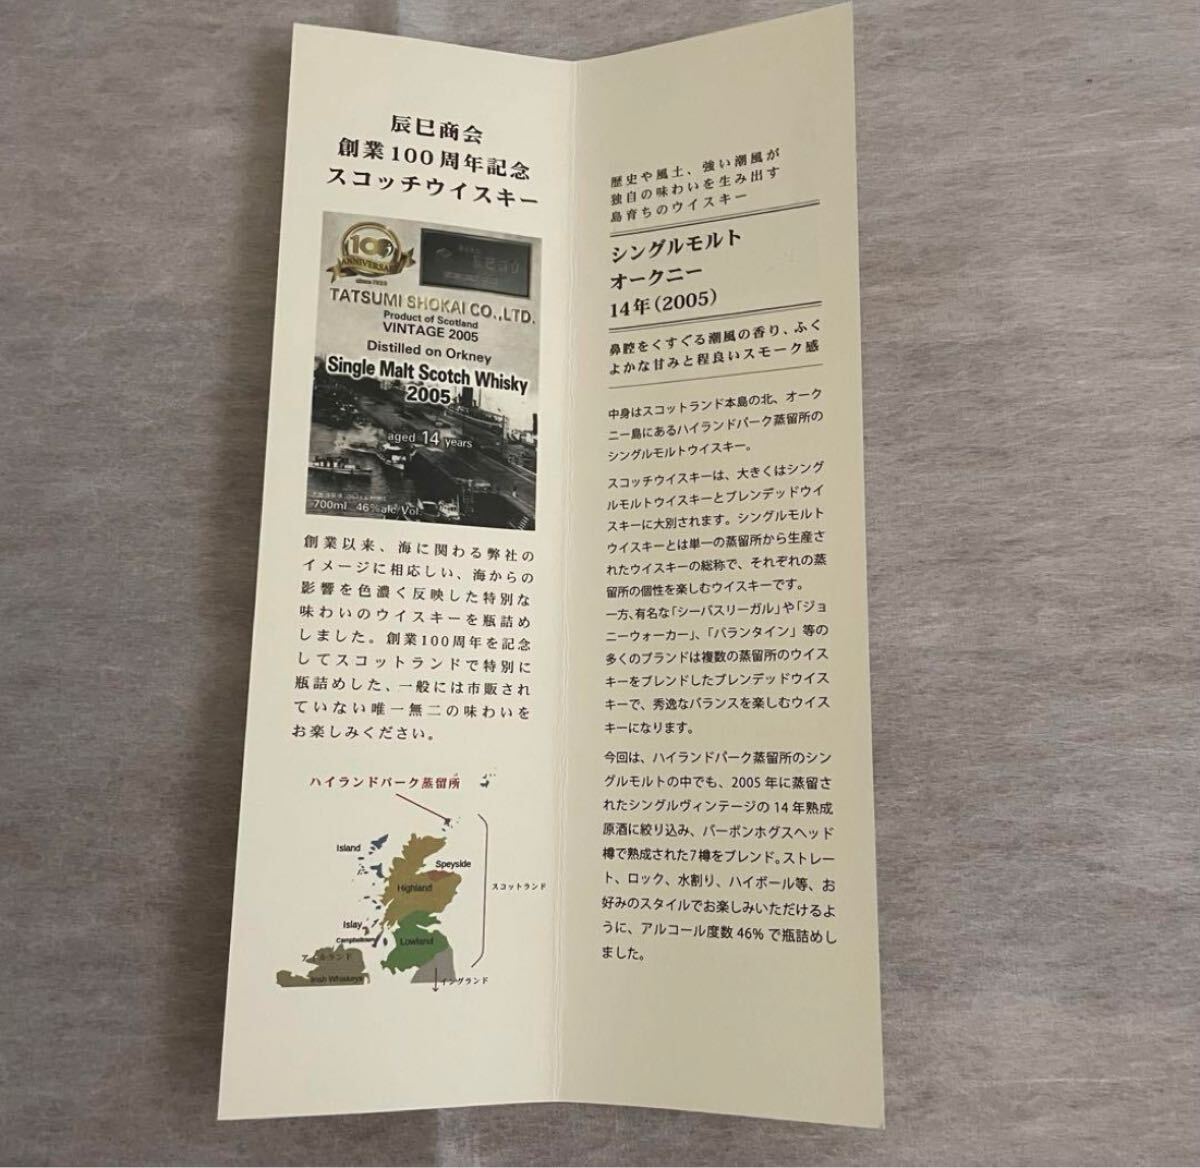 辰巳商会
創業100周年記念
スコッチウイスキー
100
ANNIVERSARY
TATSUMI SHOKAI CO.,LTD.
Product of Scotland
VINTAGE 2005
Distilled on Orkney
Single Malt Scotch Whisky
2005
aged 14 years
700ml 46%alc/Vol.
創業以来、海に関わる弊社の
イメージに相応しい、海からの
影響を色濃く反映した特別な
味わいのウイスキーを瓶詰め
しました。創業100周年を記念
してスコットランドで特別に
瓶詰めした、一般には市販され
ていない唯一無二の味わいを
お楽しみください。
ハイランドパーク蒸留所
Island
Speyside
Highland
スコットランド
Islay
Campbeltown
Lowland
アイルランド
Irish Whiskeys
イングランド
歴史や風土、強い潮風が
独自の味わいを生み出す
島育ちのウイスキー
シングルモルト
オークニー
14年(2005)
鼻腔をくすぐる潮風の香り、ふく
よかな甘みと程良いスモーク感
中身はスコットランド本島の北、オーク
ニー島にあるハイランドパーク蒸留所の
シングルモルトウイスキー。
スコッチウイスキーは、大きくはシング
ルモルトウイスキーとブレンデッドウイ
スキーに大別されます。シングルモルト
ウイスキーとは単一の蒸留所から生産さ
れたウイスキーの総称で、それぞれの蒸
留所の個性を楽しむウイスキーです。
一方、有名な「シーバスリーガル」や「ジョ
ニーウォーカー」、「バランタイン」等の
多くのブランドは複数の蒸留所のウイス
キーをブレンドしたブレンデッドウイス
キーで、秀逸なバランスを楽しむウイス
キーになります。
今回は、ハイランドパーク蒸留所のシン
グルモルトの中でも、2005年に蒸留さ
れたシングルヴィンテージの14年熟成
原酒に絞り込み、バーボンホグスヘッド
樽で熟成された7樽をブレンド。ストレー
ト、ロック、水割り、ハイボール等、お
好みのスタイルでお楽しみいただけるよ
うに、アルコール度数46%で瓶詰めし
ました。